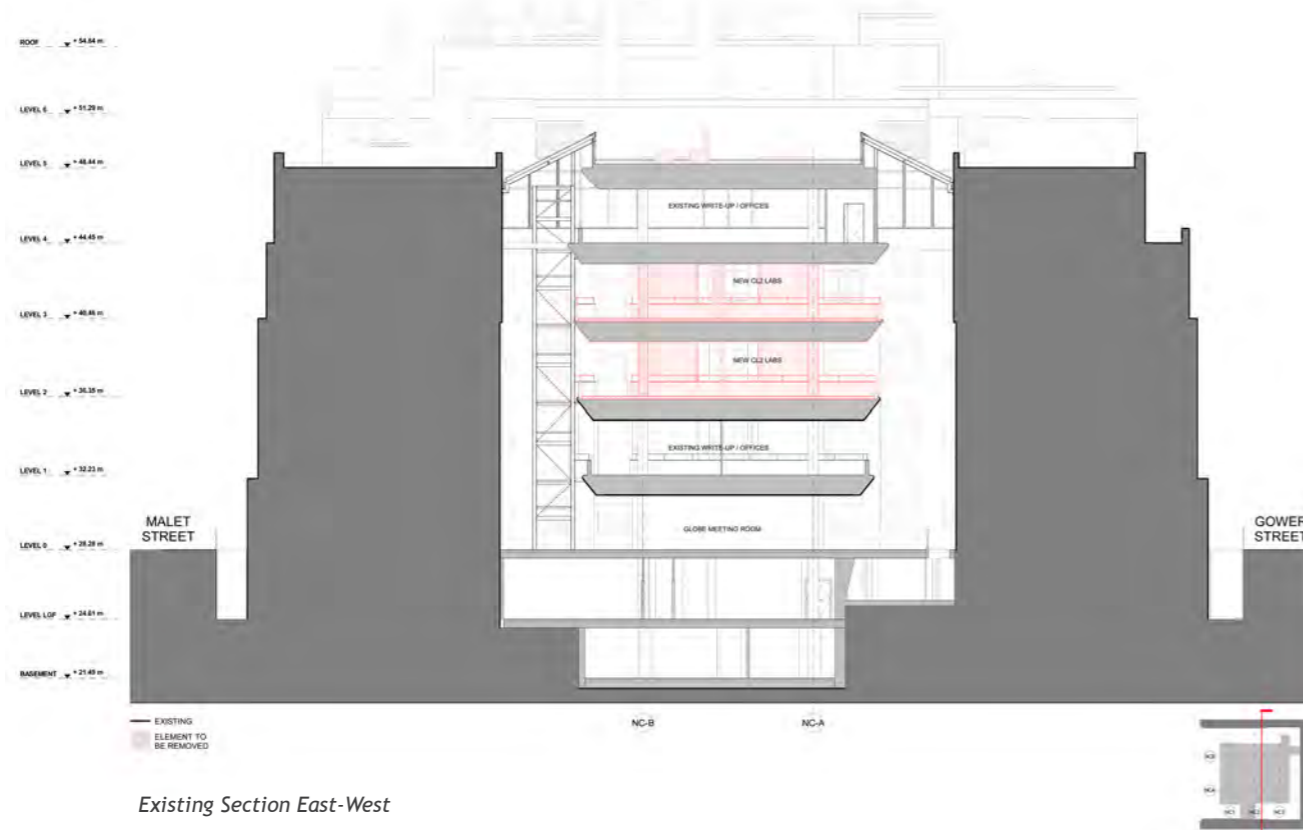 ROOF + 54.64 m
LEVEL 6 + 51.29 m
LEVEL 5 + 48.44 m
EXISTING WRITE-UP / OFFICES
LEVEL 4 + 44.45 m
NEW CL2 LABS
LEVEL 3 + 40.46 m
NEW CL2 LABS
LEVEL 2 + 36.35 m
EXISTING WRITE-UP / OFFICES
LEVEL 1 + 32.23 m
MALET
STREET
GLOBE MEETING ROOM
GOWER
STREET
LEVEL 0 + 28.28 m
LEVEL LGF + 24.61 m
BASEMENT + 21.49 m
EXISTING
ELEMENT TO
BE REMOVED
NC-B
NC-A
Existing Section East-West